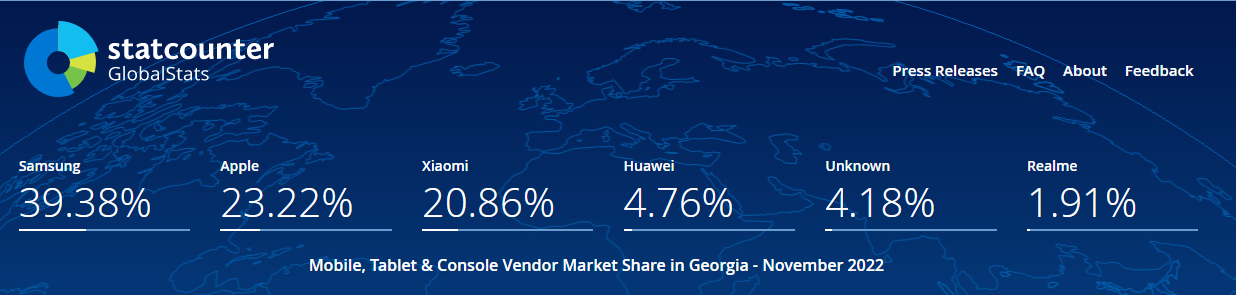 statcounter
GlobalStats
Press Releases FAQ About Feedback
Samsung Apple Xiaomi Huawei Unknown Realme
39.38% 23.22% 20.86% 4.76% 4.18% 1.91%
Mobile, Tablet & Console Vendor Market Share in Georgia - November 2022